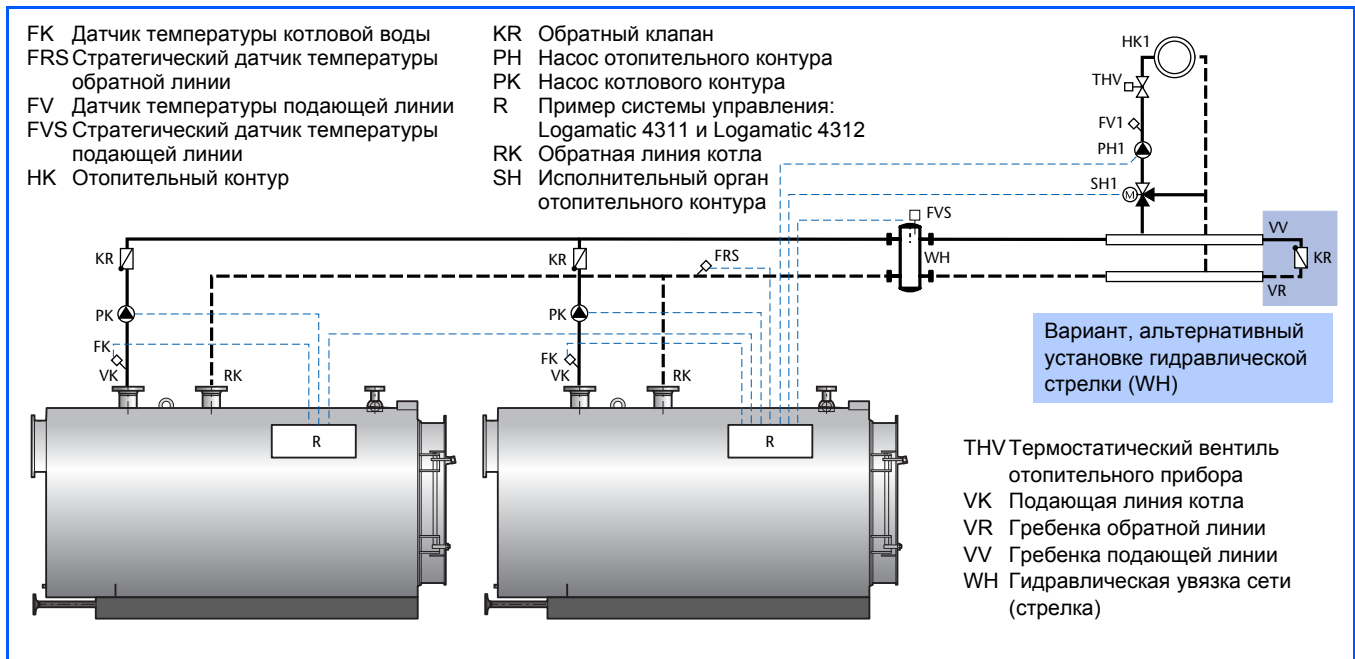 FK Датчик температуры котловой воды
FRS Стратегический датчик температуры
обратной линии
FV Датчик температуры подающей линии
FVS Стратегический датчик температуры
подающей линии
HK Отопительный контур
KR Обратный клапан
PH Насос отопительного контура
PK Насос котлового контура
R Пример системы управления:
Logamatic 4311 и Logamatic 4312
RK Обратная линия котла
SH Исполнительный орган
отопительного контура
HK1
THV
FV1
PH1
SH1
M
FVS
VV
KR
KR
FRS
WH
KR
VR
PK
PK
Вариант, альтернативный
установке гидравлической
стрелки (WH)
FK
VK
RK
FK
VK
RK
R
R
THV Термостатический вентиль
отопительного прибора
VK Подающая линия котла
VR Гребенка обратной линии
VV Гребенка подающей линии
WH Гидравлическая увязка сети
(стрелка)